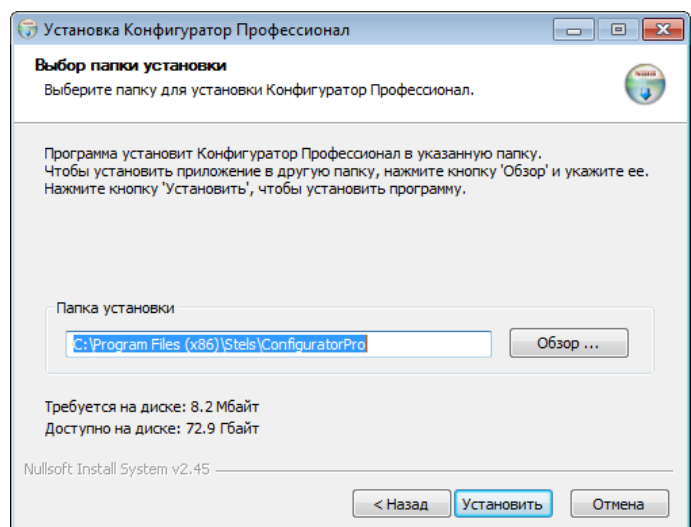 Установка Конфигуратор Профессионал
Выбор папки установки
Выберите папку для установки Конфигуратор Профессионал.
Программа установит Конфигуратор Профессионал в указанную папку.
Чтобы установить приложение в другую папку, нажмите кнопку 'Обзор' и укажите ее.
Нажмите кнопку 'Установить', чтобы установить программу.
Папка установки
C:\Program Files (x86)\Stels\ConfiguratorPro
Обзор ...
Требуется на диске: 8.2 Мбайт
Доступно на диске: 72.9 Гбайт
Nullsoft Install System v2.45
< Назад Установить Отмена